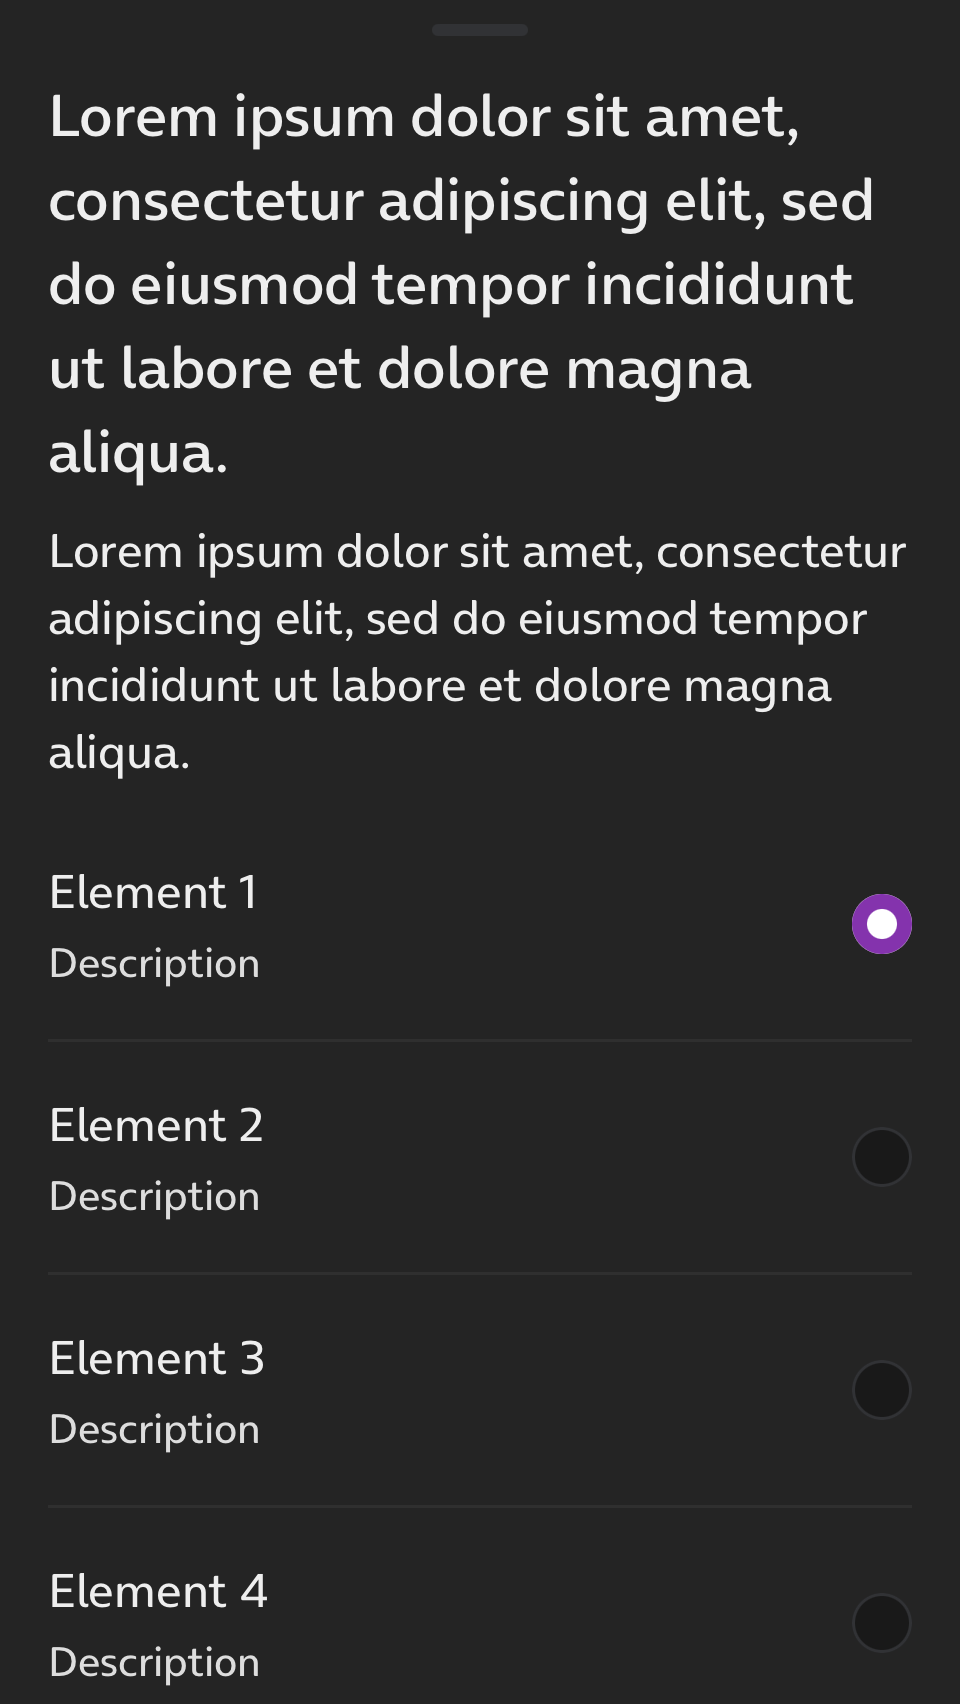 Lorem ipsum dolor sit amet,
consectetur adipiscing elit, sed
do eiusmod tempor incididunt
ut labore et dolore magna
aliqua.
Lorem ipsum dolor sit amet, consectetur
adipiscing elit, sed do eiusmod tempor
incididunt ut labore et dolore magna
aliqua.
Element 1
Description
Element 2
Description
Element 3
Description
Element 4
Description